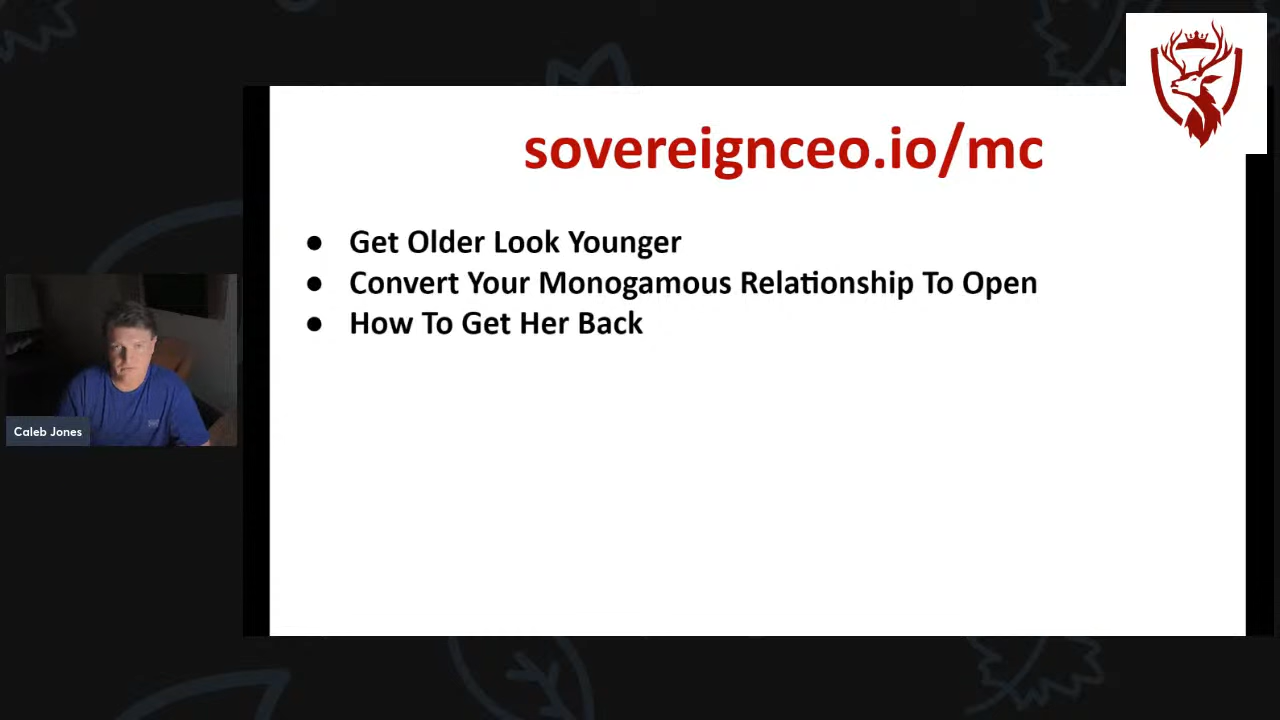 sovereignceo.io/mc
● Get Older Look Younger
● Convert Your Monogamous Relationship To Open
● How To Get Her Back
Caleb Jones